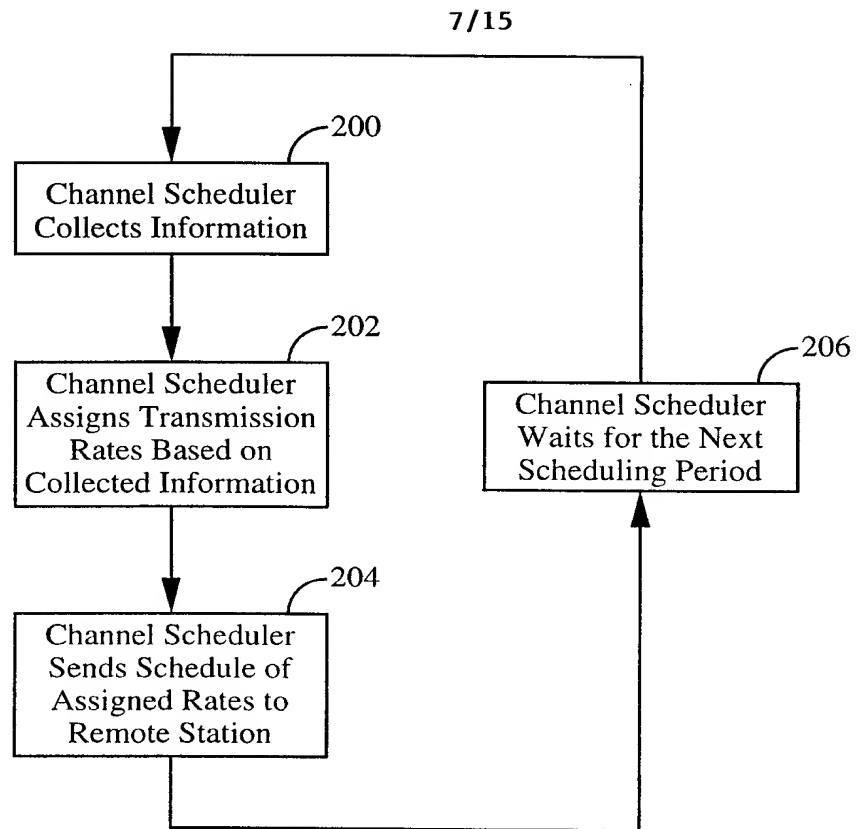 7/15
200
Channel Scheduler
Collects Information
202
Channel Scheduler
Assigns Transmission
Rates Based on
Collected Information
204
Channel Scheduler
Sends Schedule of
Assigned Rates to
Remote Station
206
Channel Scheduler
Waits for the Next
Scheduling Period